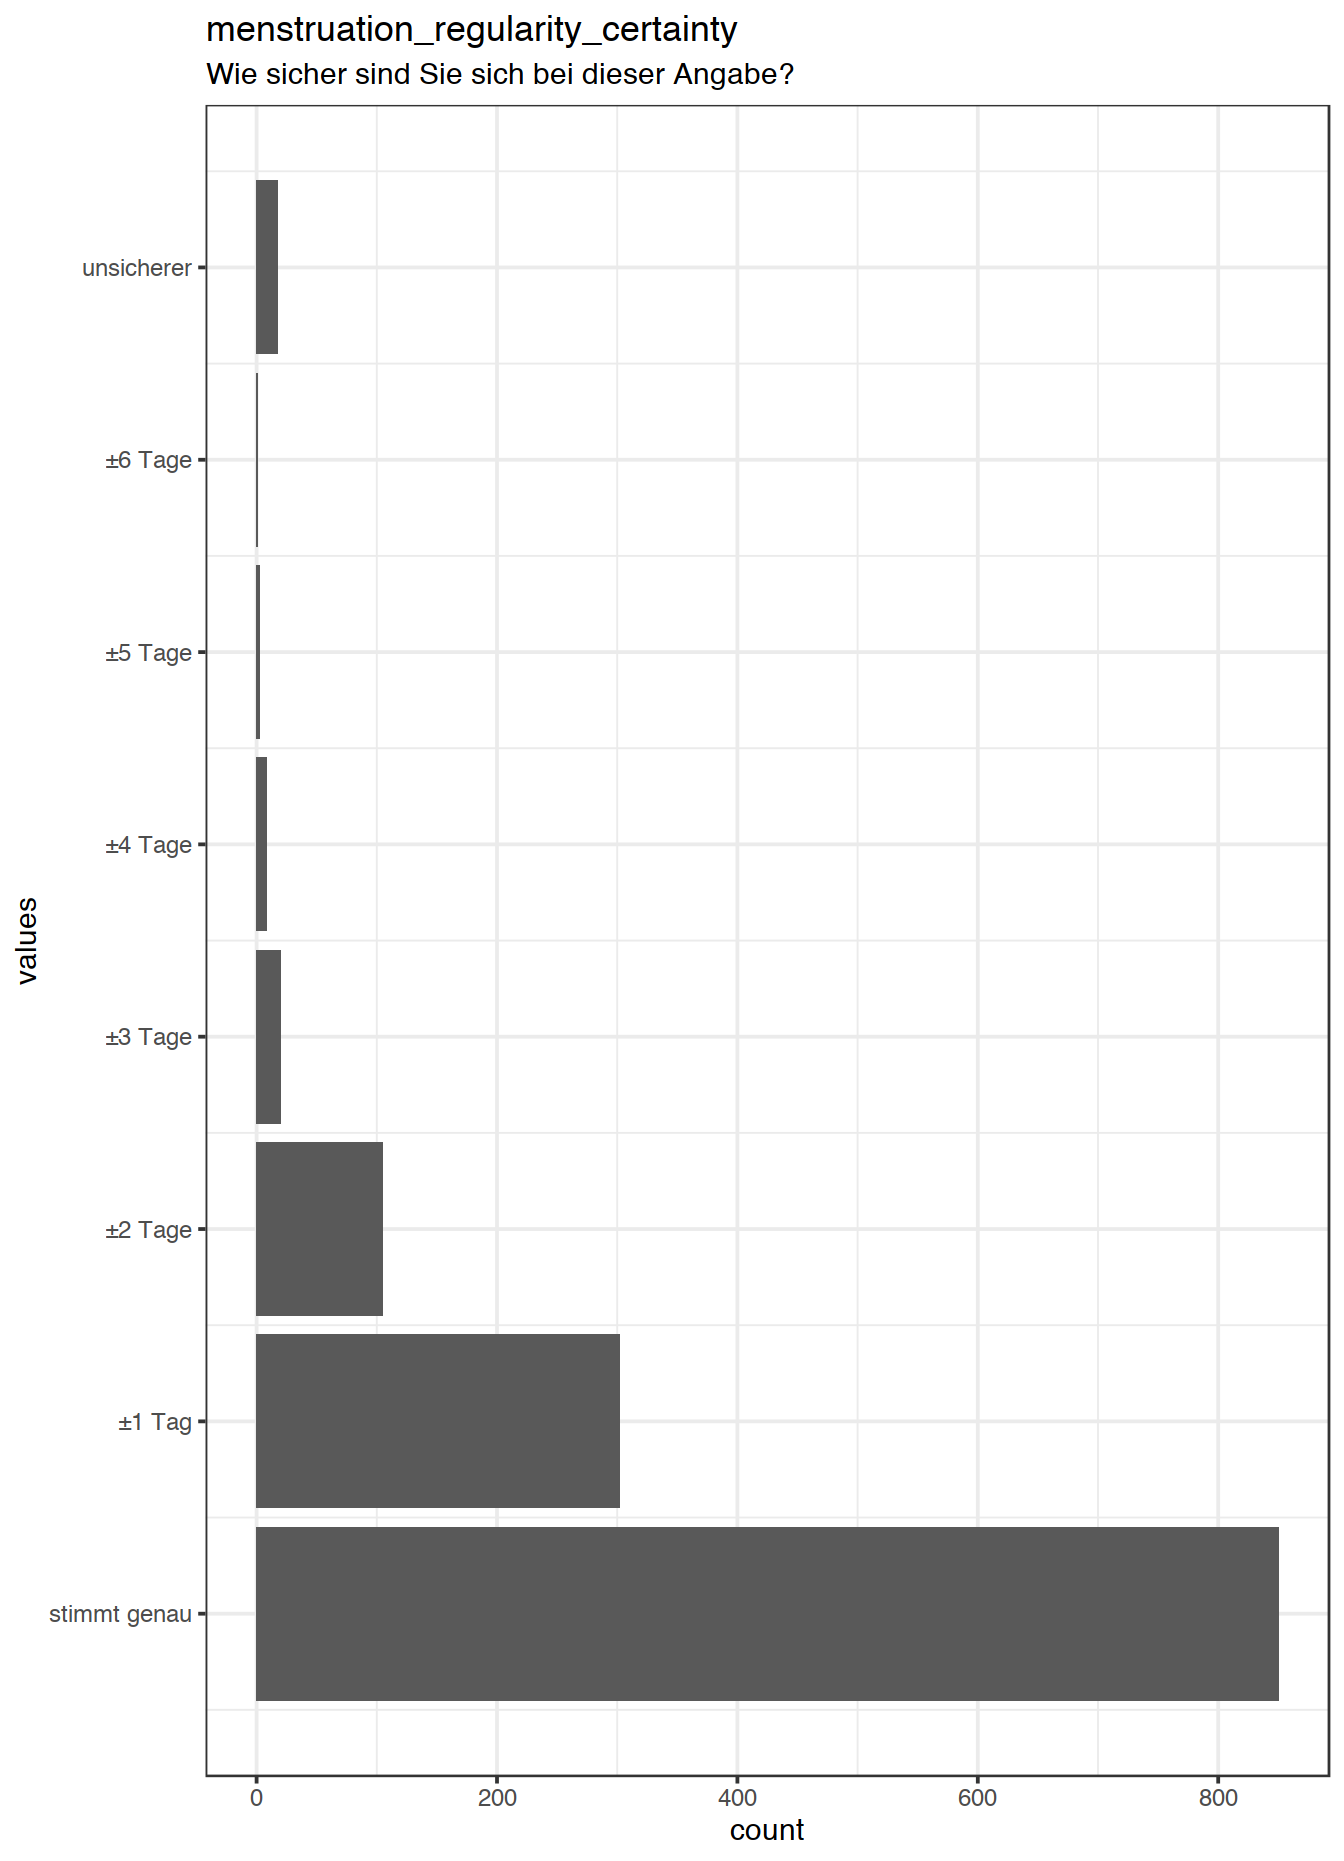 menstruation_regularity_certainty
Wie sicher sind Sie sich bei dieser Angabe?
values
unsicherer
±6 Tage
±5 Tage
±4 Tage
±3 Tage
±2 Tage
±1 Tag
stimmt genau
0 200 400 600 800
count